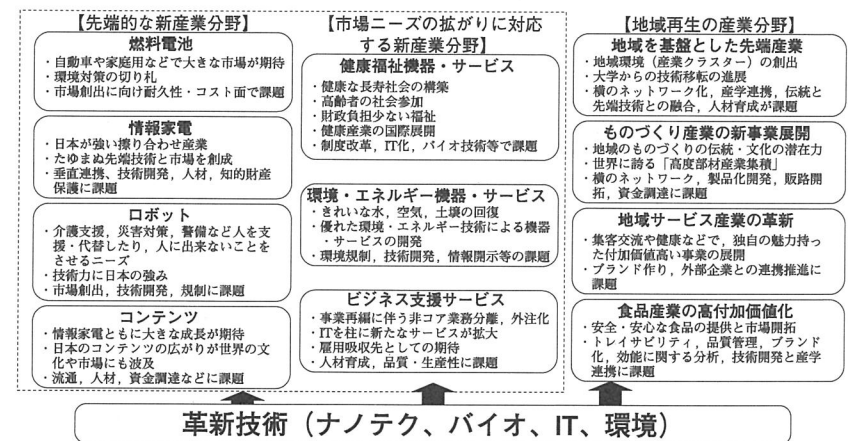 【先端的な新産業分野】
燃料電池
・自動車や家庭用などで大きな市場が期待
・環境対策の切り札
・市場創出に向け耐久性・コスト面で課題
情報家電
・日本が強い擦り合わせ産業
・たゆまぬ先端技術と市場を創成
・垂直連携、技術開発，人材，知的財産
保護に課題
ロボット
・介護支援，災害対策，警備など人を支
援・代替したり，人に出来ないことを
させるニーズ
・技術力に日本の強み
・市場創出，技術開発，規制に課題
コンテンツ
・情報家電ともに大きな成長が期待
・日本のコンテンツの広がりが世界の文
化や市場にも波及
・流通，人材，資金調達などに課題
【市場ニーズの拡がりに対応
する新産業分野】
健康福祉機器・サービス
・健康な長寿社会の構築
・高齢者の社会参加
・財政負担少ない福祉
・健康産業の国際展開
・制度改革，IT化，バイオ技術等で課題
環境・エネルギー機器・サービス
・きれいな水，空気，土壌の回復
・優れた環境・エネルギー技術による機器
・サービスの開発
・環境規制，技術開発，情報開示等の課題
ビジネス支援サービス
・事業再編に伴う非コア業務分離，外注化
・ITを柱に新たなサービスが拡大
・雇用吸収先としての期待
・人材育成，品質・生産性に課題
【地域再生の産業分野】
地域を基盤とした先端産業
・地域環境（産業クラスター）の創出
・大学からの技術移転の進展
・横のネットワーク化，産学連携，伝統と
先端技術との融合，人材育成が課題
ものづくり産業の新事業展開
・地域のものづくりの伝統・文化の潜在力
・世界に誇る「高度部材産業集積」
・横のネットワーク，製品化開発，販路開
拓，資金調達に課題
地域サービス産業の革新
・集客交流や健康などで，独自の魅力持っ
た付加価値高い事業の展開
・ブランド作り，外部企業との連携推進に
課題
食品産業の高付加価値化
・安全・安心な食品の提供と市場開拓
・トレイサビリティ，品質管理，ブランド
化，効能に関する分析，技術開発と産学
連携に課題
革新技術（ナノテク、バイオ、IT、環境）